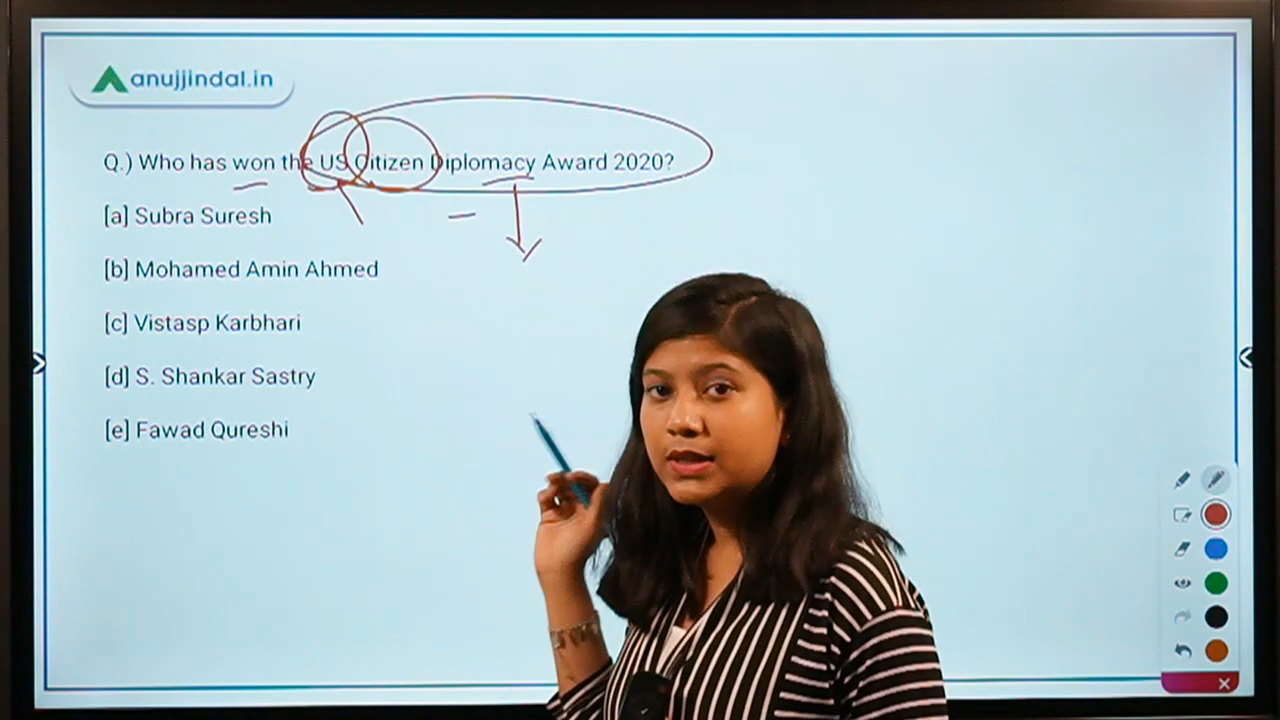 anujjindal.in
Q.) Who has won the US Citizen Diplomacy Award 2020?
[a] Subra Suresh
[b] Mohamed Amin Ahmed
[c] Vistasp Karbhari
[d] S. Shankar Sastry
[e] Fawad Qureshi